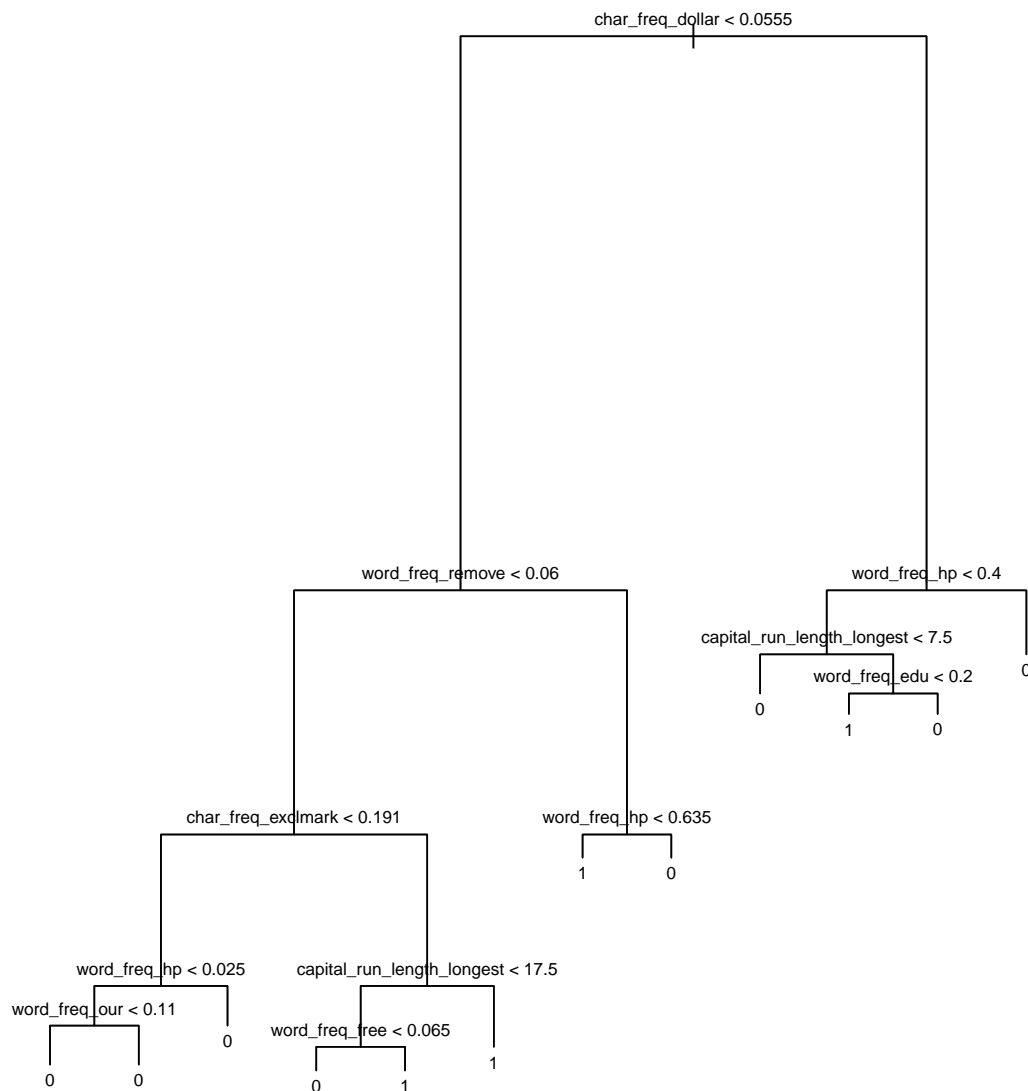 char_freq_dollar < 0.0555
word_freq_remove < 0.06
word_freq_hp < 0.4
capital_run_length_longest < 7.5
0
word_freq_edu < 0.2
0
1
0
char_freq_exclmark < 0.191
word_freq_hp < 0.635
1
0
word_freq_hp < 0.025
capital_run_length_longest < 17.5
word_freq_our < 0.11
0
word_freq_free < 0.065
1
0
0
0
1